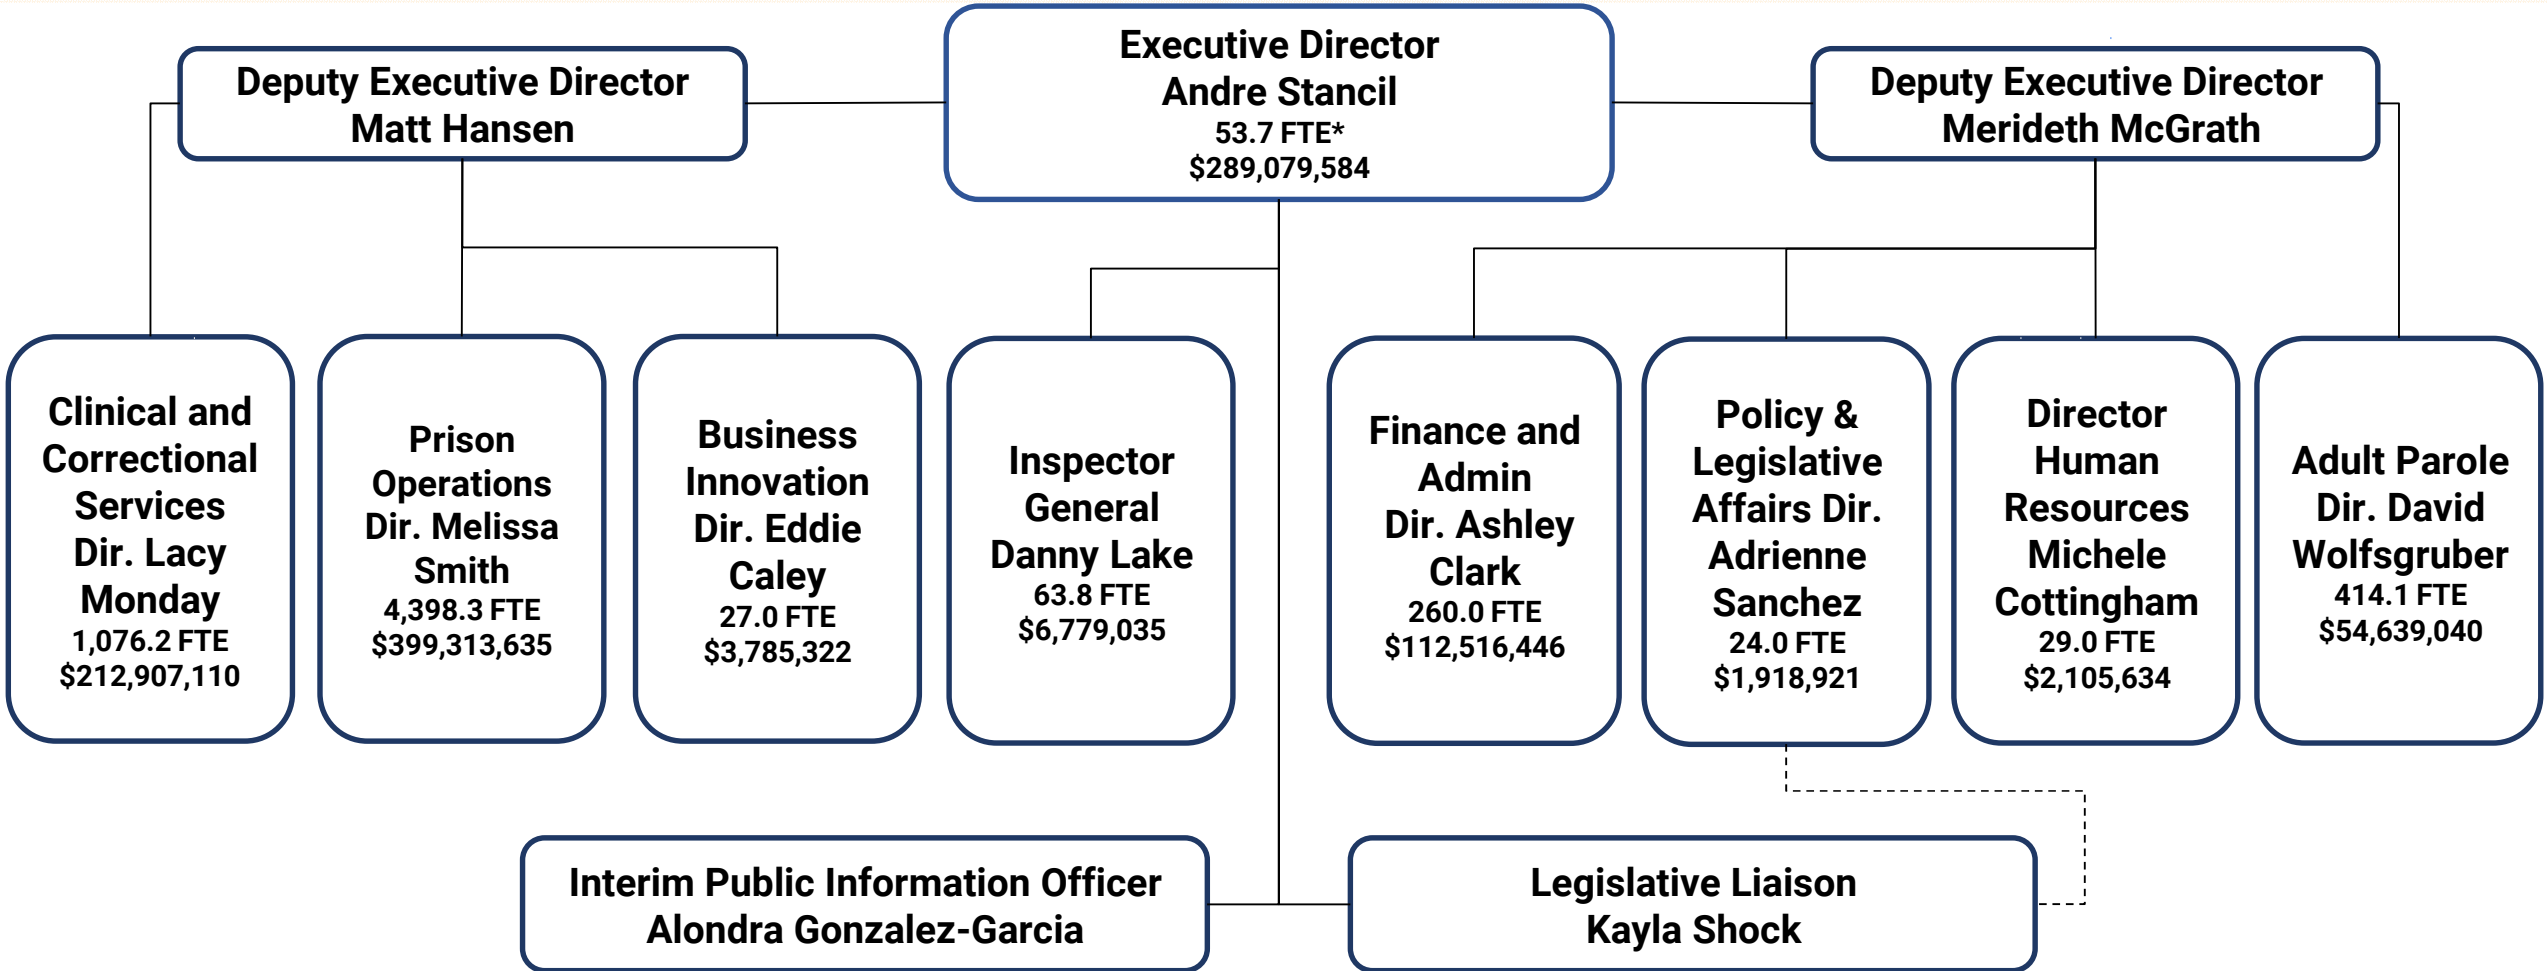 Executive Director
Andre Stancil
53.7 FTE*
$289,079,584
Deputy Executive Director
Matt Hansen
Deputy Executive Director
Merideth McGrath
Clinical and
Correctional
Services
Dir. Lacy
Monday
1,076.2 FTE
$212,907,110
Prison
Operations
Dir. Melissa
Smith
4,398.3 FTE
$399,313,635
Business
Innovation
Dir. Eddie
Caley
27.0 FTE
$3,785,322
Inspector
General
Danny Lake
63.8 FTE
$6,779,035
Finance and
Admin
Dir. Ashley
Clark
260.0 FTE
$112,516,446
Policy &
Legislative
Affairs Dir.
Adrienne
Sanchez
24.0 FTE
$1,918,921
Director
Human
Resources
Michele
Cottingham
29.0 FTE
$2,105,634
Adult Parole
Dir. David
Wolfsgruber
414.1 FTE
$54,639,040
Interim Public Information Officer
Alondra Gonzalez-Garcia
Legislative Liaison
Kayla Shock